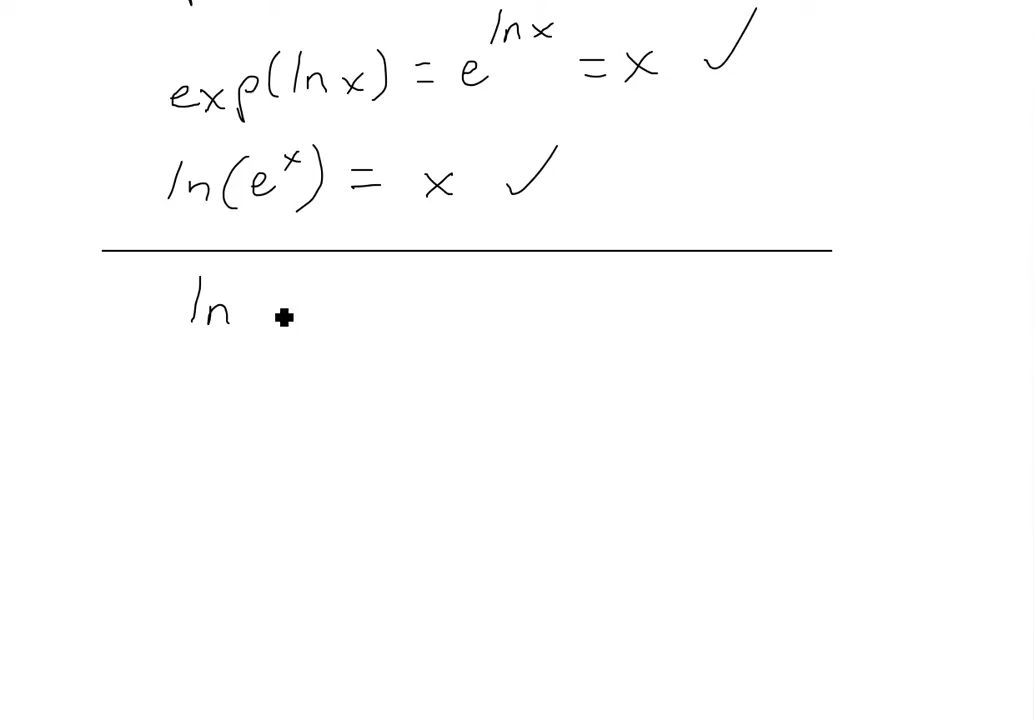 exp(ln x) = e^{ln x} = x ✓
ln(e^x) = x ✓
ln